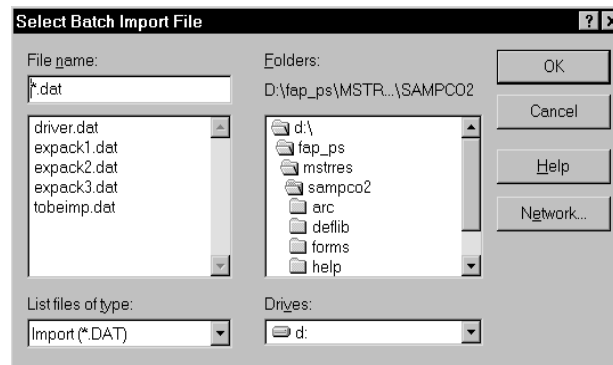 Select Batch Import File
File name:
*.dat
driver.dat
expack1.dat
expack2.dat
expack3.dat
tobeimp.dat
List files of type:
Import (*.DAT)
Folders:
D:\fap_ps\MSTR...\SAMPCO2
d:\
fap_ps
mstrres
sampco2
arc
deflib
forms
help
Drives:
d:
OK
Cancel
Help
Network...